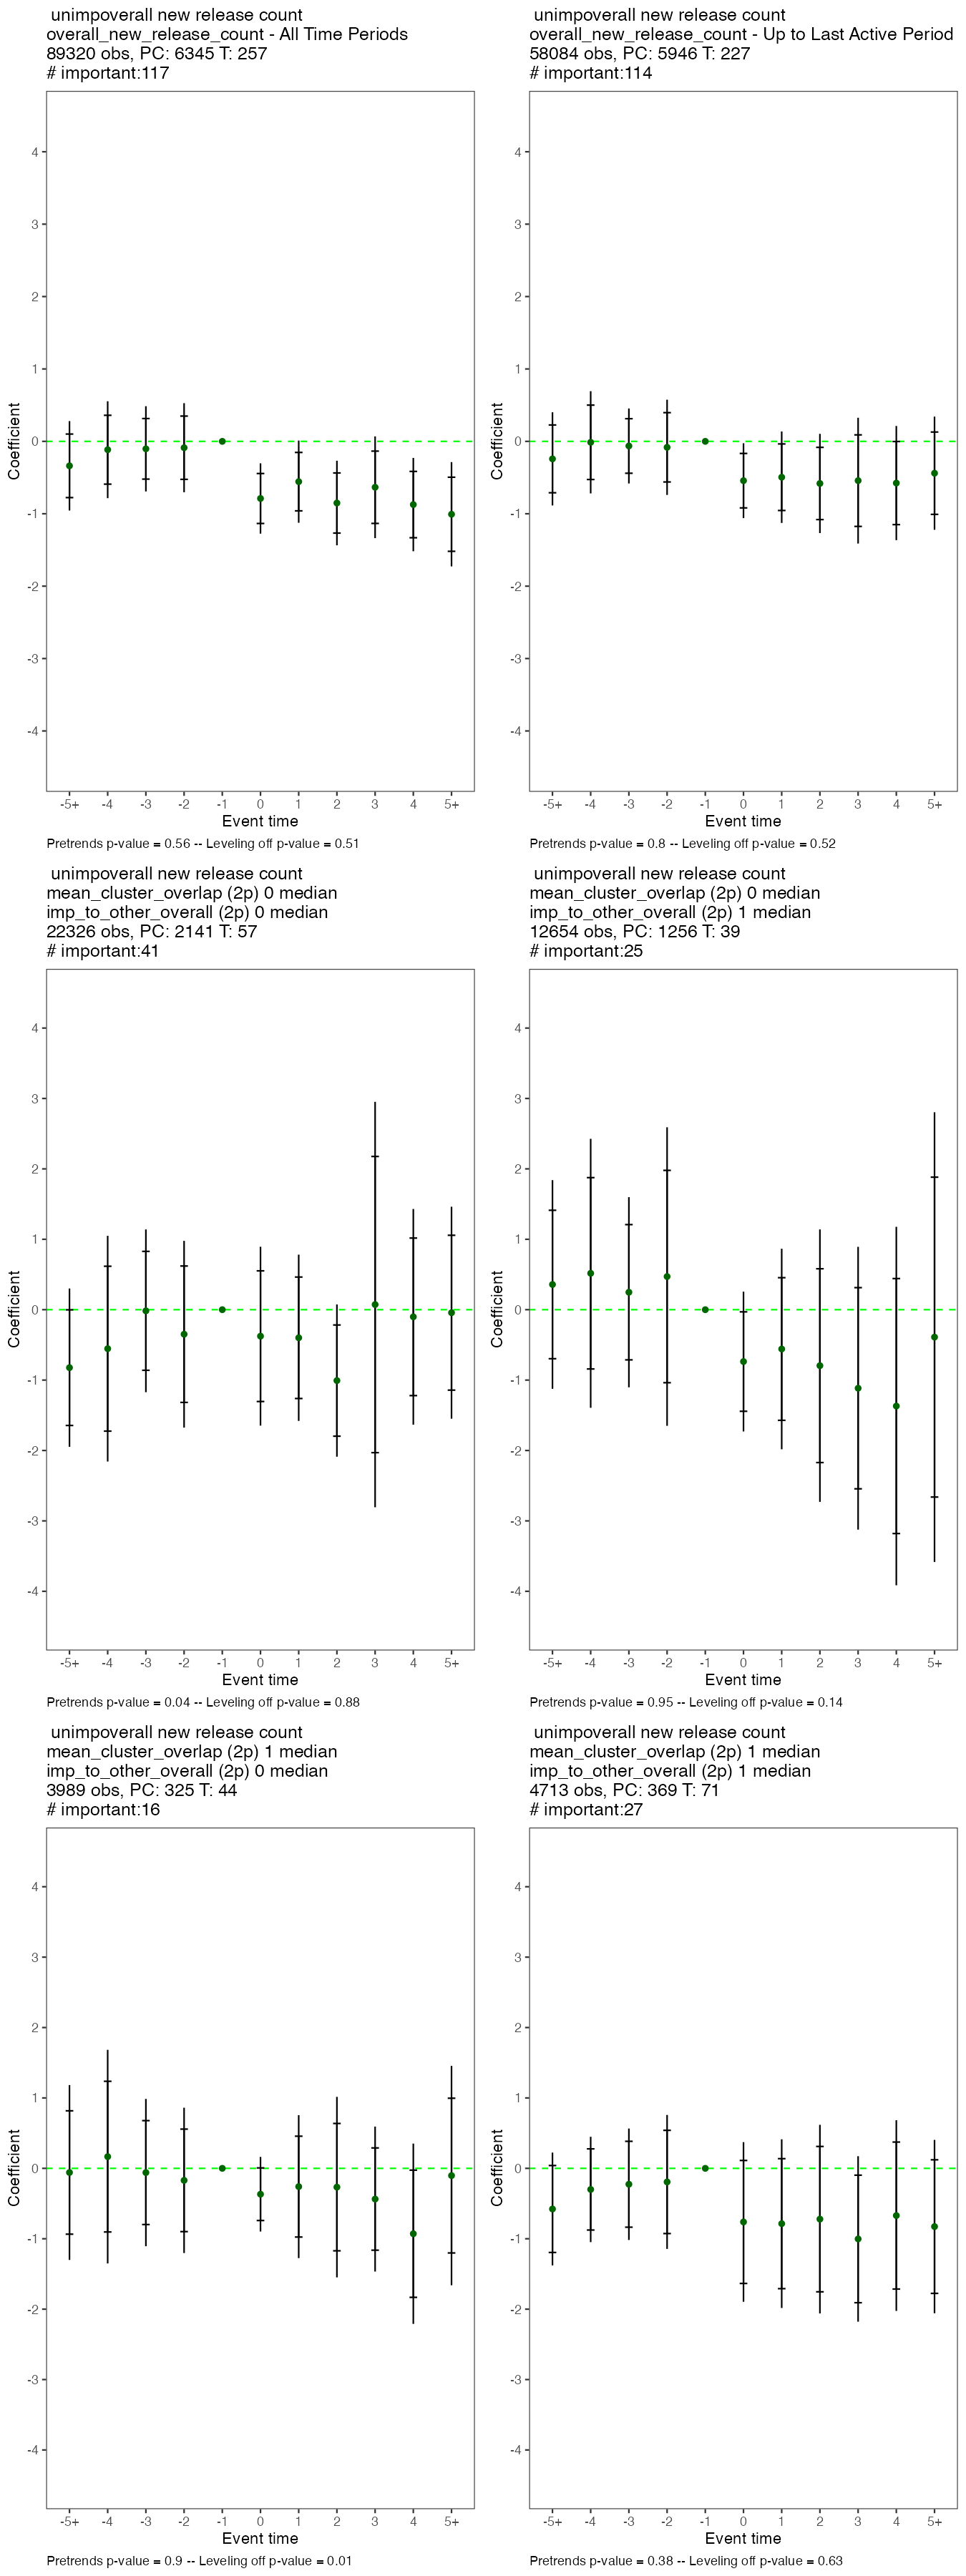 unimpoverall new release count
overall_new_release_count - All Time Periods
89320 obs, PC: 6345 T: 257
# important:117
Coefficient
4
3
2
1
0
-1
-2
-3
-4
-5+ -4 -3 -2 -1 0 1 2 3 4 5+
Event time
Pretrends p-value = 0.56 -- Leveling off p-value = 0.51
unimpoverall new release count
overall_new_release_count - Up to Last Active Period
58084 obs, PC: 5946 T: 227
# important:114
Coefficient
4
3
2
1
0
-1
-2
-3
-4
-5+ -4 -3 -2 -1 0 1 2 3 4 5+
Event time
Pretrends p-value = 0.8 -- Leveling off p-value = 0.52
unimpoverall new release count
mean_cluster_overlap (2p) 0 median
imp_to_other_overall (2p) 0 median
22326 obs, PC: 2141 T: 57
# important:41
Coefficient
4
3
2
1
0
-1
-2
-3
-4
-5+ -4 -3 -2 -1 0 1 2 3 4 5+
Event time
Pretrends p-value = 0.04 -- Leveling off p-value = 0.88
unimpoverall new release count
mean_cluster_overlap (2p) 0 median
imp_to_other_overall (2p) 1 median
12654 obs, PC: 1256 T: 39
# important:25
Coefficient
4
3
2
1
0
-1
-2
-3
-4
-5+ -4 -3 -2 -1 0 1 2 3 4 5+
Event time
Pretrends p-value = 0.95 -- Leveling off p-value = 0.14
unimpoverall new release count
mean_cluster_overlap (2p) 1 median
imp_to_other_overall (2p) 0 median
3989 obs, PC: 325 T: 44
# important:16
Coefficient
4
3
2
1
0
-1
-2
-3
-4
-5+ -4 -3 -2 -1 0 1 2 3 4 5+
Event time
Pretrends p-value = 0.9 -- Leveling off p-value = 0.01
unimpoverall new release count
mean_cluster_overlap (2p) 1 median
imp_to_other_overall (2p) 1 median
4713 obs, PC: 369 T: 71
# important:27
Coefficient
4
3
2
1
0
-1
-2
-3
-4
-5+ -4 -3 -2 -1 0 1 2 3 4 5+
Event time
Pretrends p-value = 0.38 -- Leveling off p-value = 0.63